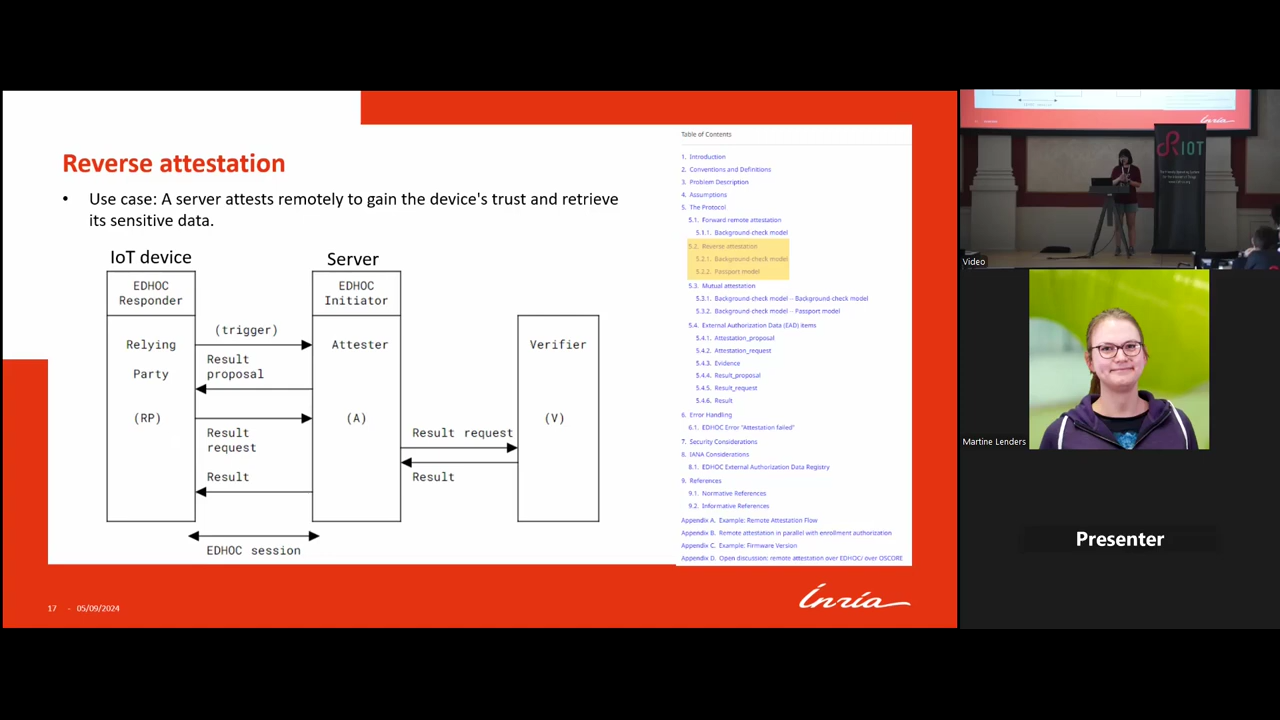 Reverse attestation
• Use case: A server attests remotely to gain the device's trust and retrieve
its sensitive data.
IoT device
Server
EDHOC
Responder
EDHOC
Initiator
(trigger)
Relying
Attester
Verifier
Result
proposal
Party
(RP)
(A)
(V)
Result
request
Result request
Result
Result
EDHOC session
Table of Contents
1. Introduction
2. Conventions and Definitions
3. Problem Description
4. Assumptions
5. The Protocol
5.1. Forward remote attestation
5.1.1. Background-check model
5.2. Reverse attestation
5.2.1. Background-check model
5.2.2. Passport model
5.3. Mutual attestation
5.3.1. Background-check model -- Background-check model
5.3.2. Background-check model -- Passport model
5.4. External Authorization Data (EAD) items
5.4.1. Attestation_proposal
5.4.2. Attestation_request
5.4.3. Evidence
5.4.4. Result_proposal
5.4.5. Result_request
5.4.6. Result
6. Error Handling
6.1. EDHOC Error "Attestation failed"
7. Security Considerations
8. IANA Considerations
8.1. EDHOC External Authorization Data Registry
9. References
9.1. Normative References
9.2. Informative References
Appendix A. Example: Remote Attestation Flow
Appendix B. Remote attestation in parallel with enrollment authorization
Appendix C. Example: Firmware Version
Appendix D. Open discussion: remote attestation over EDHOC/ over OSCORE
17 - 05/09/2024
Inria
RIOT
Video
Martine Lenders
Presenter